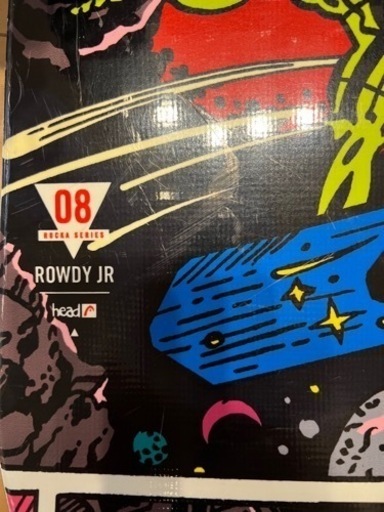 08
ROCKA SERIES
ROWDY JR
head